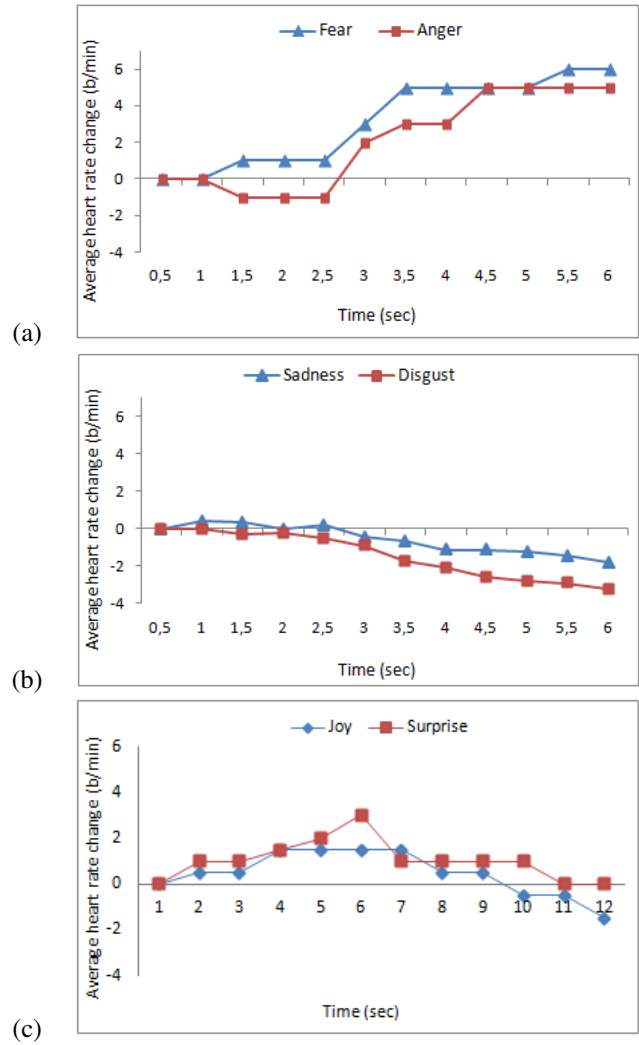 Fear Anger
Average heart rate change (b/min)
6
4
2
0
-2
-4
0,5 1 1,5 2 2,5 3 3,5 4 4,5 5 5,5 6
Time (sec)
(a)
Sadness Disgust
Average heart rate change (b/min)
6
4
2
0
-2
-4
0,5 1 1,5 2 2,5 3 3,5 4 4,5 5 5,5 6
Time (sec)
(b)
Joy Surprise
Average heart rate change (b/min)
6
4
2
0
-2
-4
1 2 3 4 5 6 7 8 9 10 11 12
Time (sec)
(c)